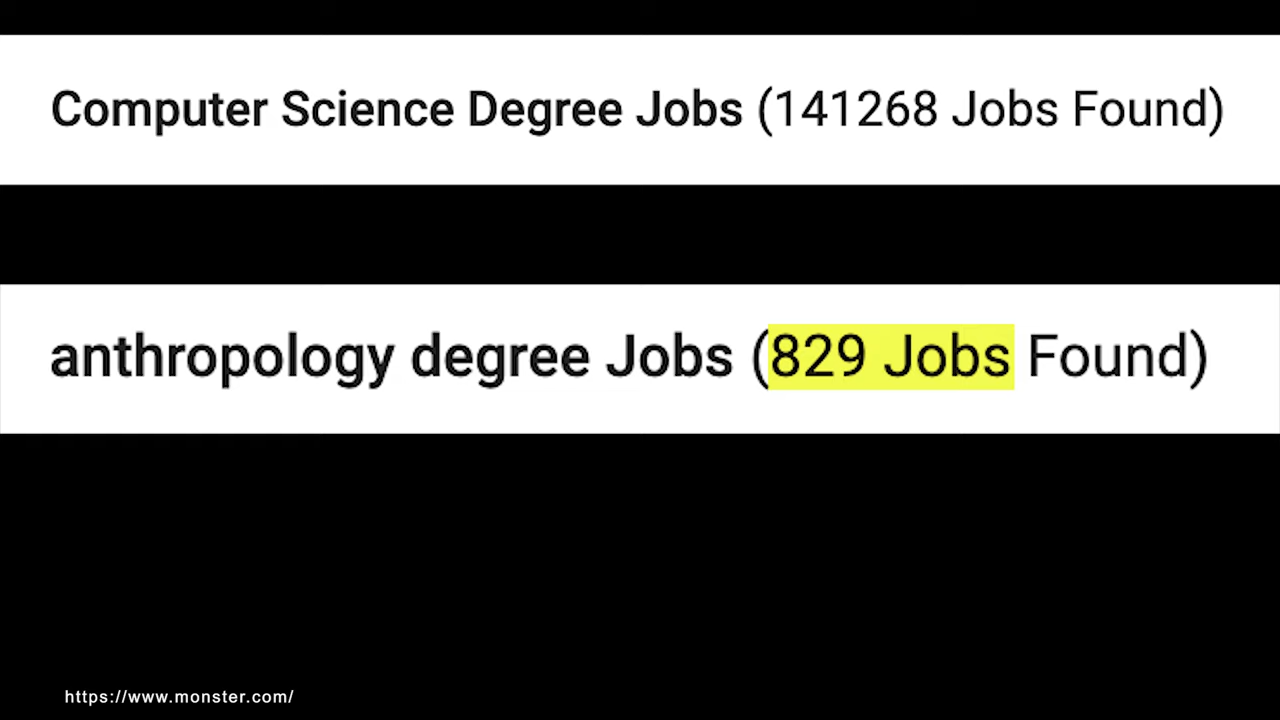 Computer Science Degree Jobs (141268 Jobs Found)
anthropology degree Jobs (829 Jobs Found)
https://www.monster.com/